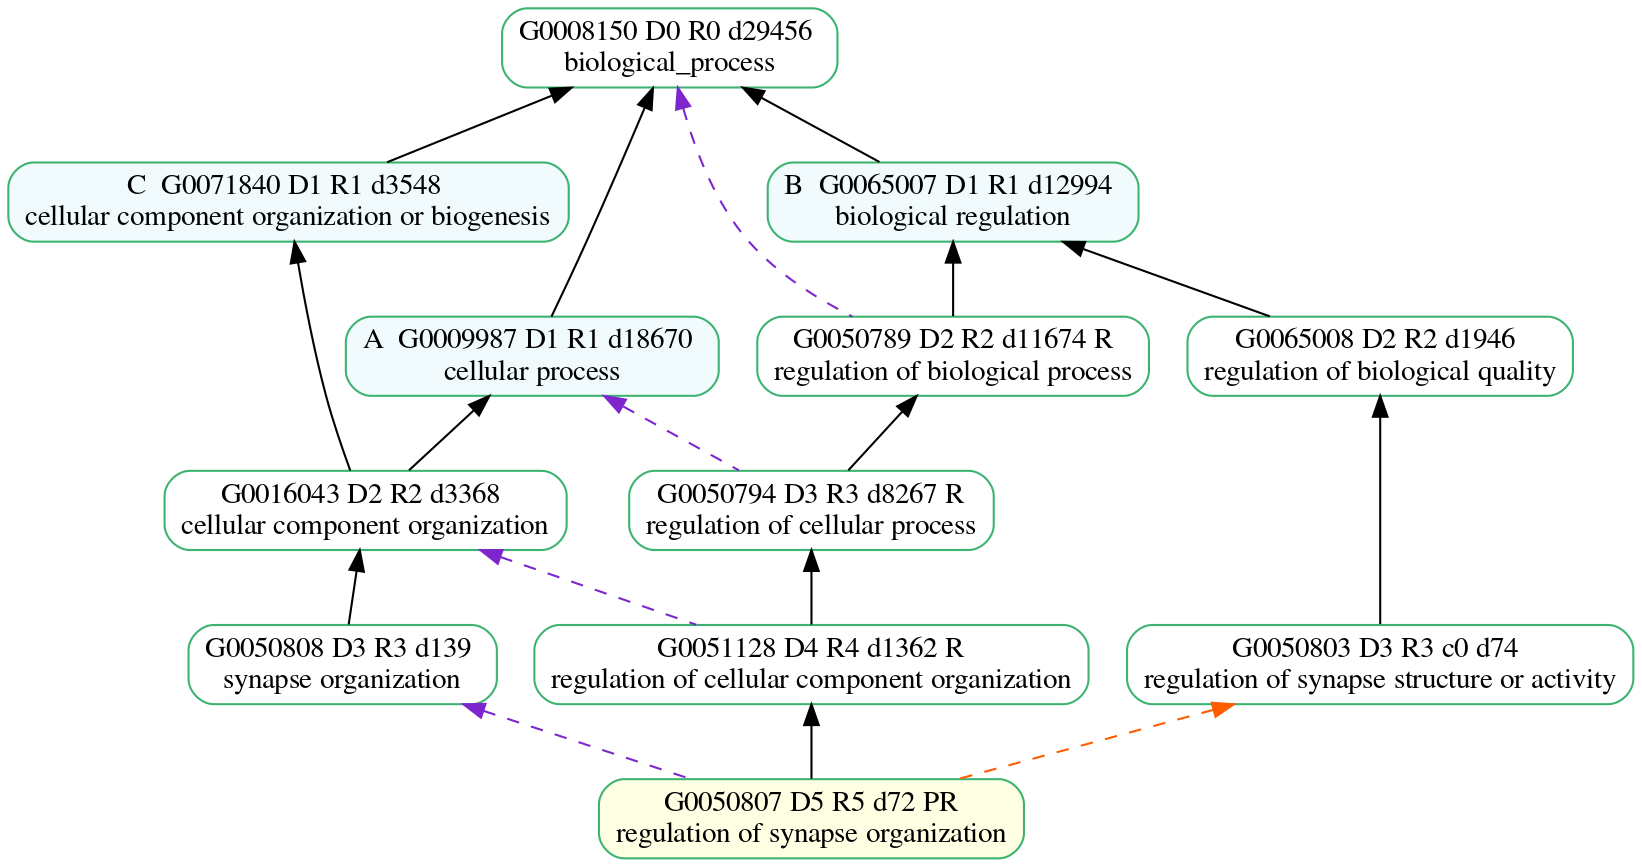 G0008150 D0 R0 d29456
biological_process
C  G0071840 D1 R1 d3548
cellular component organization or biogenesis
B  G0065007 D1 R1 d12994
biological regulation
A  G0009987 D1 R1 d18670
cellular process
G0050789 D2 R2 d11674 R
regulation of biological process
G0065008 D2 R2 d1946
regulation of biological quality
G0016043 D2 R2 d3368
cellular component organization
G0050794 D3 R3 d8267 R
regulation of cellular process
G0050808 D3 R3 d139
synapse organization
G0051128 D4 R4 d1362 R
regulation of cellular component organization
G0050803 D3 R3 c0 d74
regulation of synapse structure or activity
G0050807 D5 R5 d72 PR
regulation of synapse organization